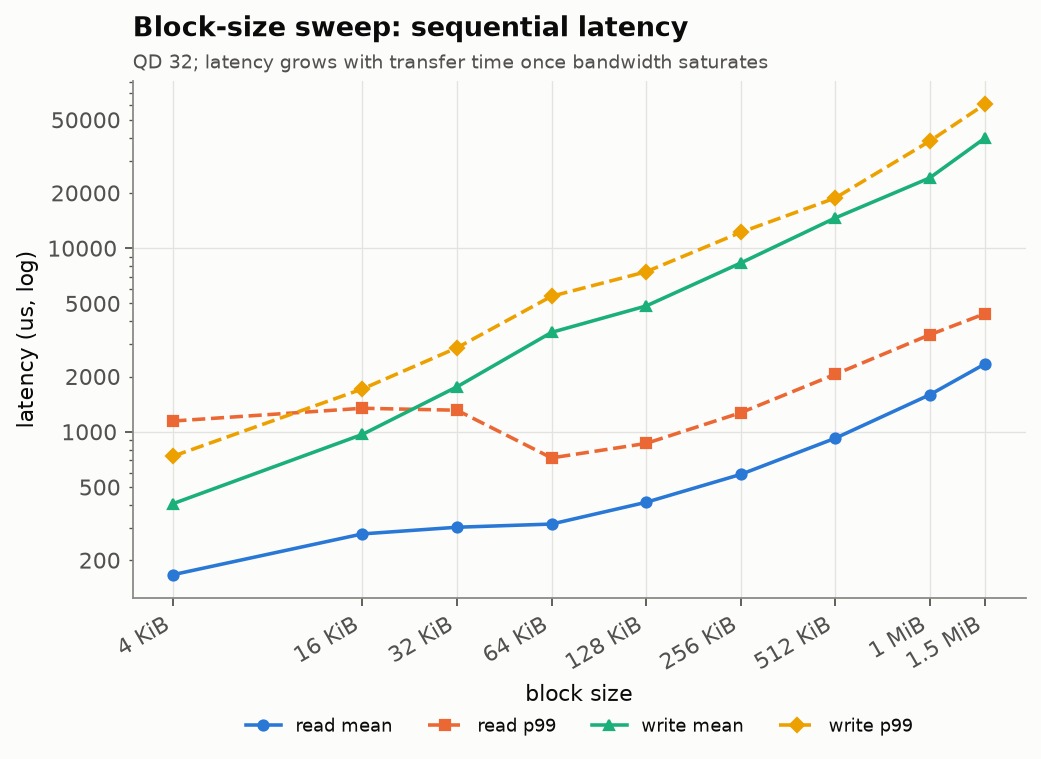 Block-size sweep: sequential latency
QD 32; latency grows with transfer time once bandwidth saturates
latency (us, log)
50000
20000
10000
5000
2000
1000
500
200
4 KiB
16 KiB
32 KiB
64 KiB
128 KiB
256 KiB
512 KiB
1 MiB
1.5 MiB
block size
read mean
read p99
write mean
write p99